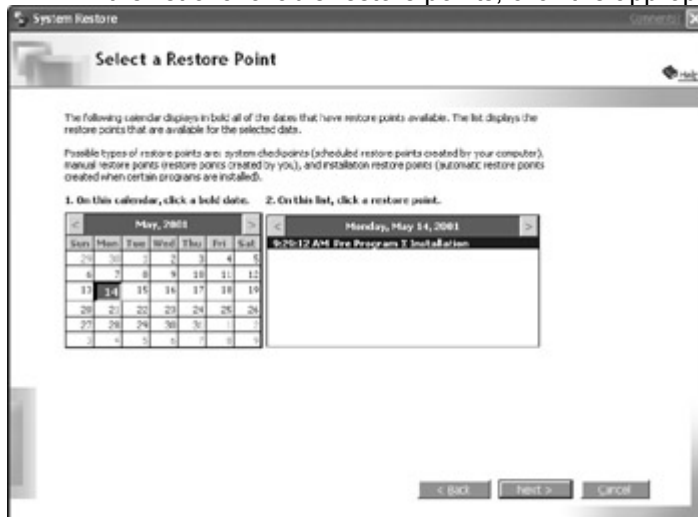 System Restore
Select a Restore Point
Help
The following calendar displays in bold all of the dates that have restore points available. The list displays the
restore points that are available for the selected date.
Possible types of restore points are: system checkpoints (scheduled restore points created by your computer),
manual restore points (restore points created by you), and installation restore points (automatic restore points
created when certain programs are installed).
1. On this calendar, click a bold date. 2. On this list, click a restore point.
< May, 2001 > < Monday, May 14, 2001 >
Sun Mon Tue Wed Thu Fri Sat 9:29:12 AM Pre Program X Installation
29 30 1 2 3 4 5
6 7 8 9 10 11 12
13 14 15 16 17 18 19
20 21 22 23 24 25 26
27 28 29 30 31 1 2
3 4 5 6 7 8 9
< Back Next > Cancel